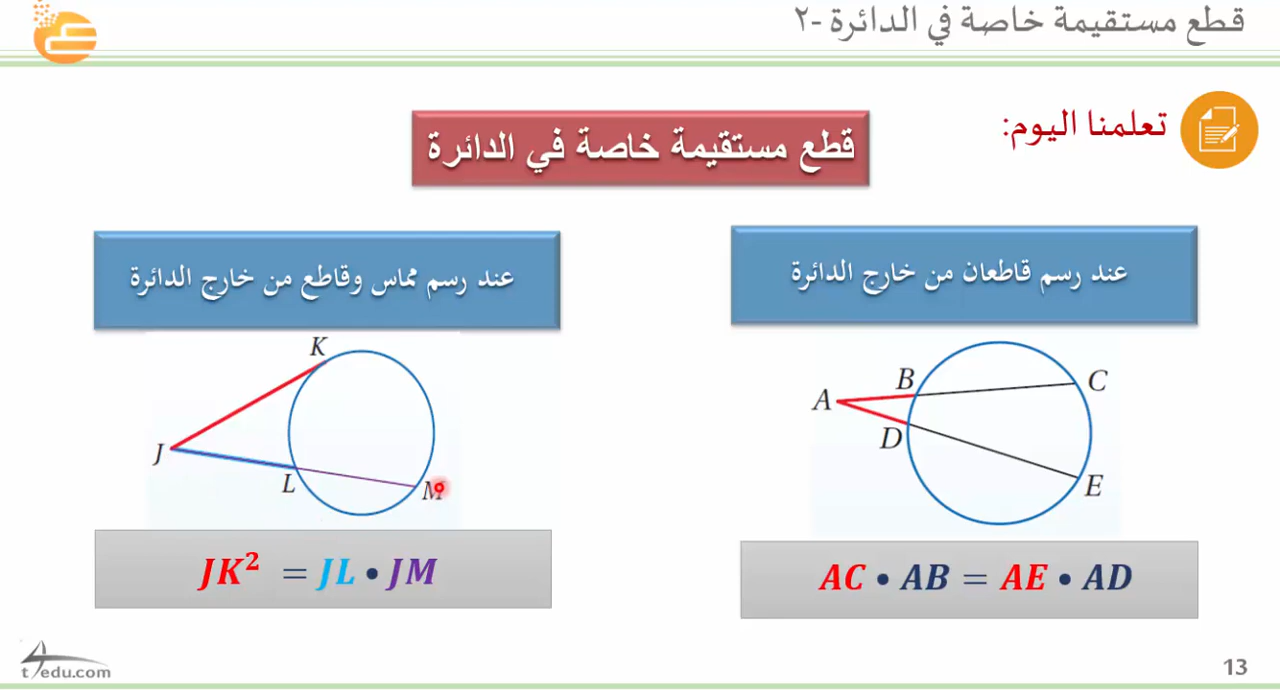 قطع مستقيمة خاصة في الدائرة -٢
تعلمنا اليوم:
قطع مستقيمة خاصة في الدائرة
عند رسم قاطعان من خارج الدائرة
A
B
C
D
E
AC • AB = AE • AD
عند رسم مماس وقاطع من خارج الدائرة
K
J
L
M
JK² = JL • JM
t4edu.com
13